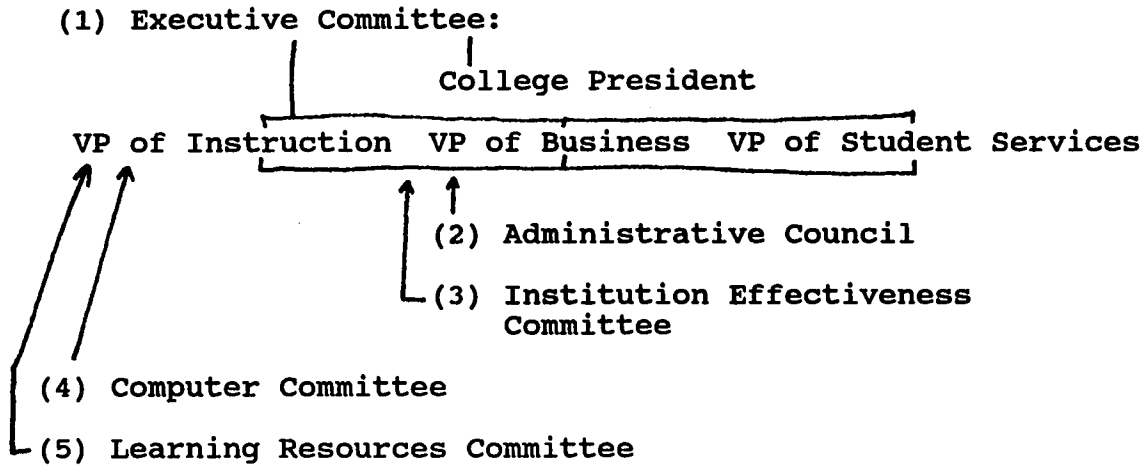 (1) Executive Committee:
College President
VP of Instruction VP of Business VP of Student Services
(2) Administrative Council
(3) Institution Effectiveness
Committee
(4) Computer Committee
(5) Learning Resources Committee